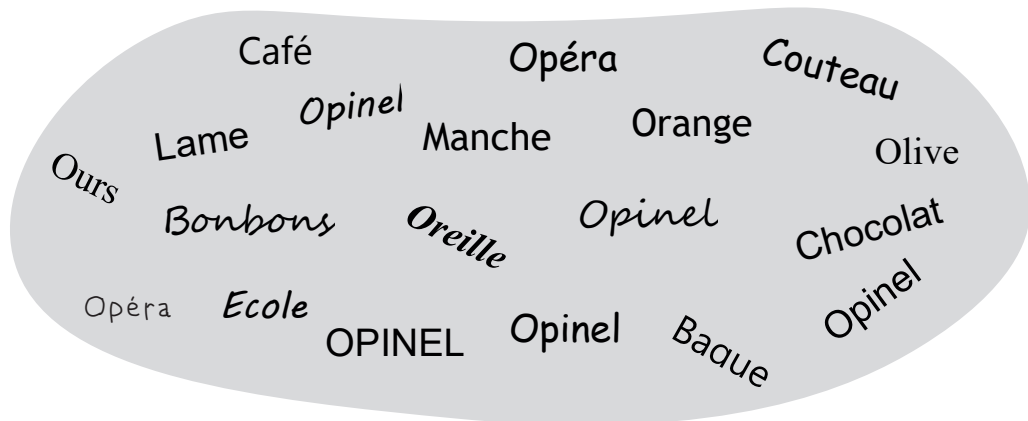 Café
Opéra
Couteau
Opinel
Lame
Manche
Orange
Olive
Ours
Bonbons
Oreille
Opinel
Chocolat
Opéra
Ecole
OPINEL
Opinel
Baque
Opinel